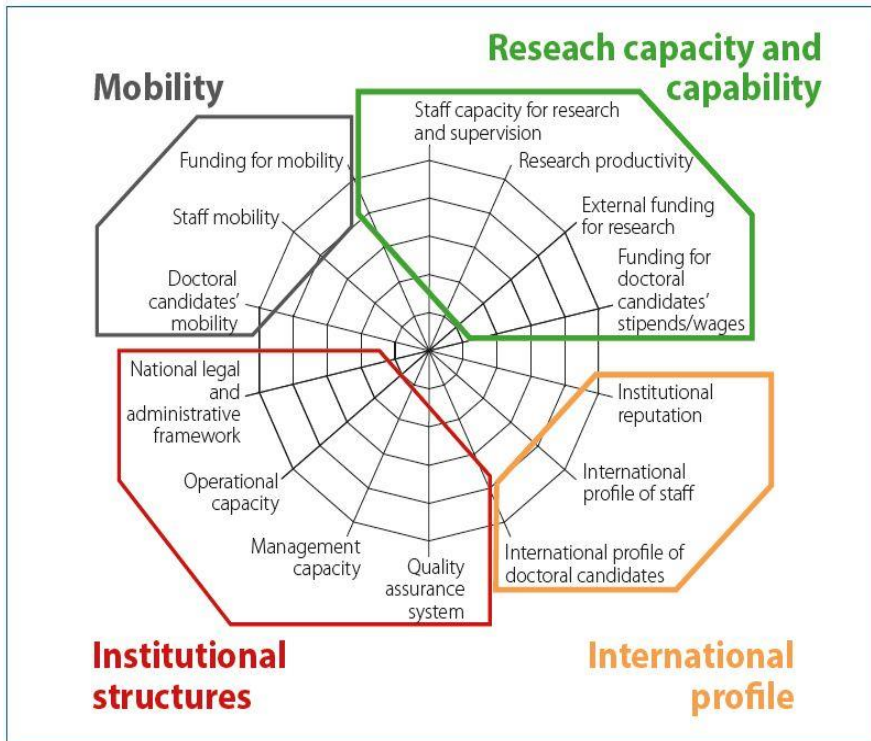 Reseach capacity and
capability
Mobility
Staff capacity for research
and supervision
Funding for mobility
Research productivity
Staff mobility
External funding
for research
Doctoral
candidates'
mobility
Funding for
doctoral
candidates'
stipends/wages
National legal
and
administrative
framework
Institutional
reputation
Operational
capacity
International
profile of staff
Management
capacity
Quality
assurance
system
International profile of
doctoral candidates
Institutional
structures
International
profile